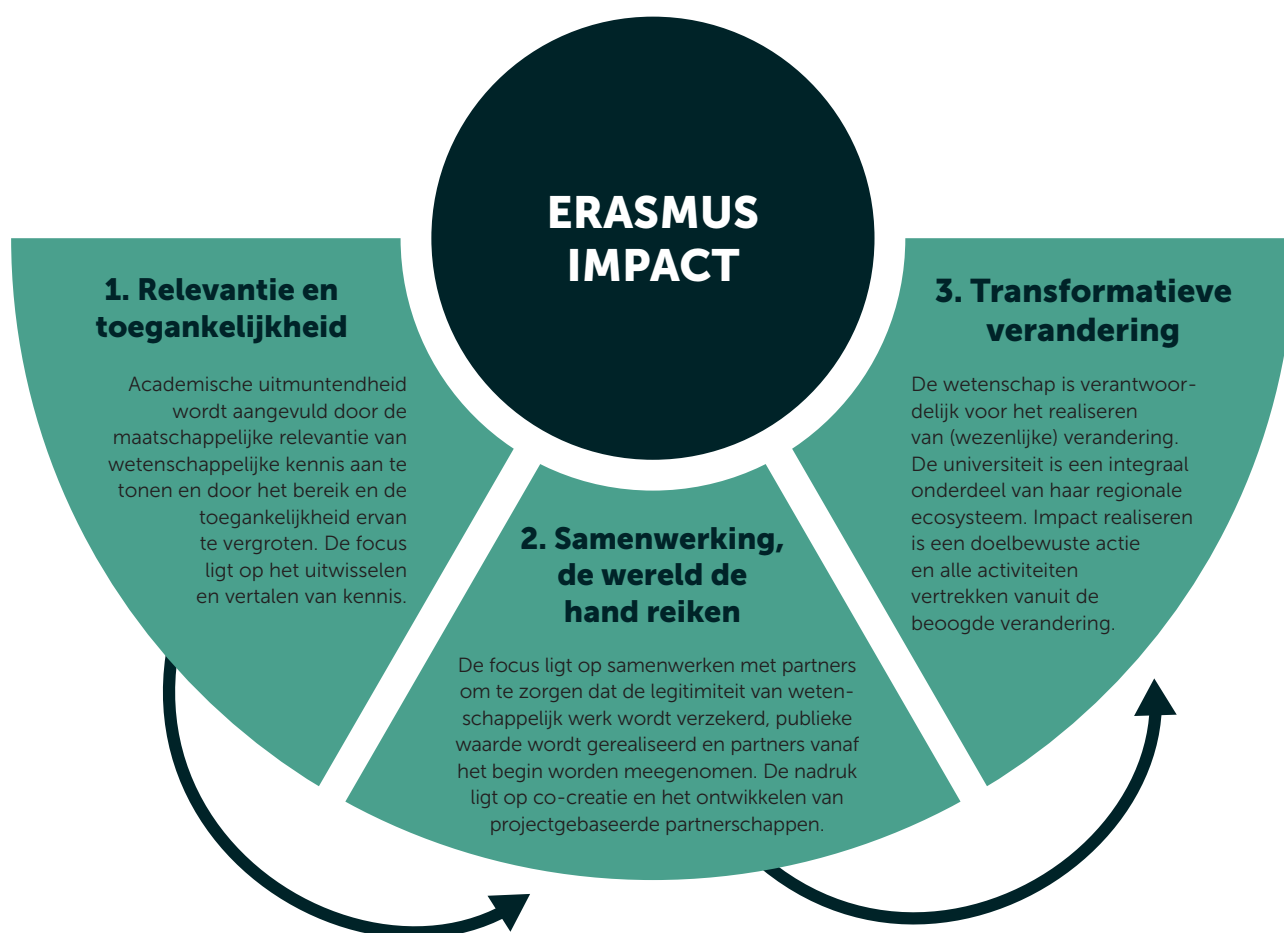 ERASMUS
IMPACT
1. Relevantie en
toegankelijkheid
Academische uitmuntendheid
wordt aangevuld door de
maatschappelijke relevantie van
wetenschappelijke kennis aan te
tonen en door het bereik en de
toegankelijkheid ervan
te vergroten. De focus
ligt op het uitwisselen
en vertalen van kennis.
2. Samenwerking,
de wereld de
hand reiken
De focus ligt op samenwerken met partners
om te zorgen dat de legitimiteit van weten-
schappelijk werk wordt verzekerd, publieke
waarde wordt gerealiseerd en partners vanaf
het begin worden meegenomen. De nadruk
ligt op co-creatie en het ontwikkelen van
projectgebaseerde partnerschappen.
3. Transformatieve
verandering
De wetenschap is verantwoor-
delijk voor het realiseren
van (wezenlijke) verandering.
De universiteit is een integraal
onderdeel van haar regionale
ecosysteem. Impact realiseren
is een doelbewuste actie
en alle activiteiten
vertrekken vanuit de
beoogde verandering.